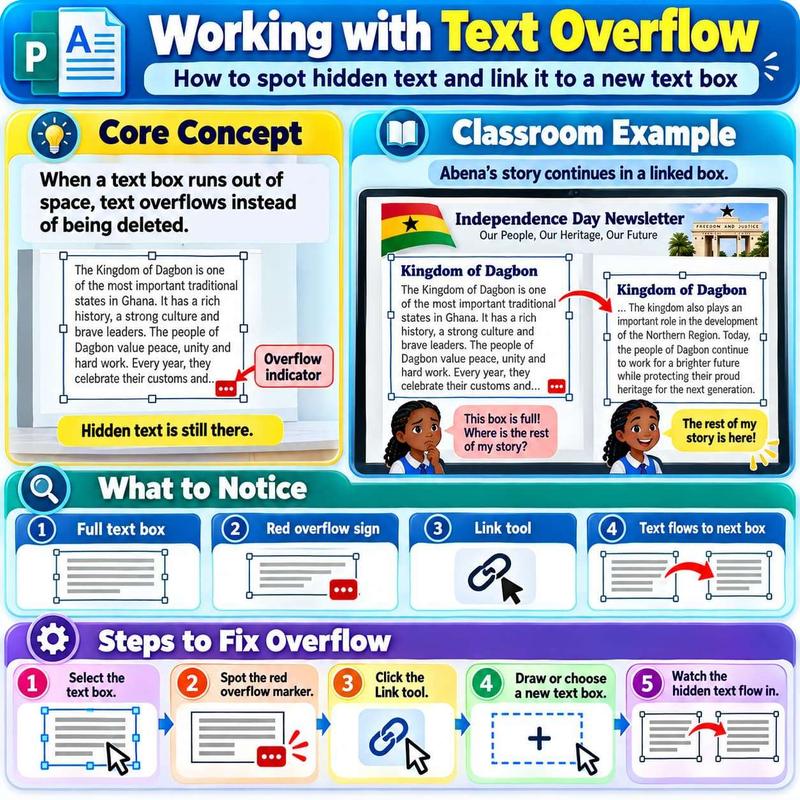 P
A
Working with Text Overflow
How to spot hidden text and link it to a new text box
Core Concept
When a text box runs out of
space, text overflows instead
of being deleted.
The Kingdom of Dagbon is one
of the most important traditional
states in Ghana. It has a rich
history, a strong culture and
brave leaders. The people of
Dagbon value peace, unity and
hard work. Every year, they
celebrate their customs and...
Overflow
indicator
Hidden text is still there.
Classroom Example
Abena's story continues in a linked box.
Independence Day Newsletter
Our People, Our Heritage, Our Future
FREEDOM AND JUSTICE
Kingdom of Dagbon
The Kingdom of Dagbon is one
of the most important traditional
states in Ghana. It has a rich
history, a strong culture and
brave leaders. The people of
Dagbon value peace, unity and
hard work. Every year, they
celebrate their customs and...
Kingdom of Dagbon
... The kingdom also plays an
important role in the development
of the Northern Region. Today,
the people of Dagbon continue
to work for a brighter future
while protecting their proud
heritage for the next generation.
This box is full!
Where is the rest
of my story?
The rest of my
story is here!
What to Notice
1 Full text box
2 Red overflow sign
3 Link tool
4 Text flows to next box
Steps to Fix Overflow
1 Select the
text box.
2 Spot the red
overflow marker.
3 Click the
Link tool.
4 Draw or choose
a new text box.
5 Watch the
hidden text flow in.